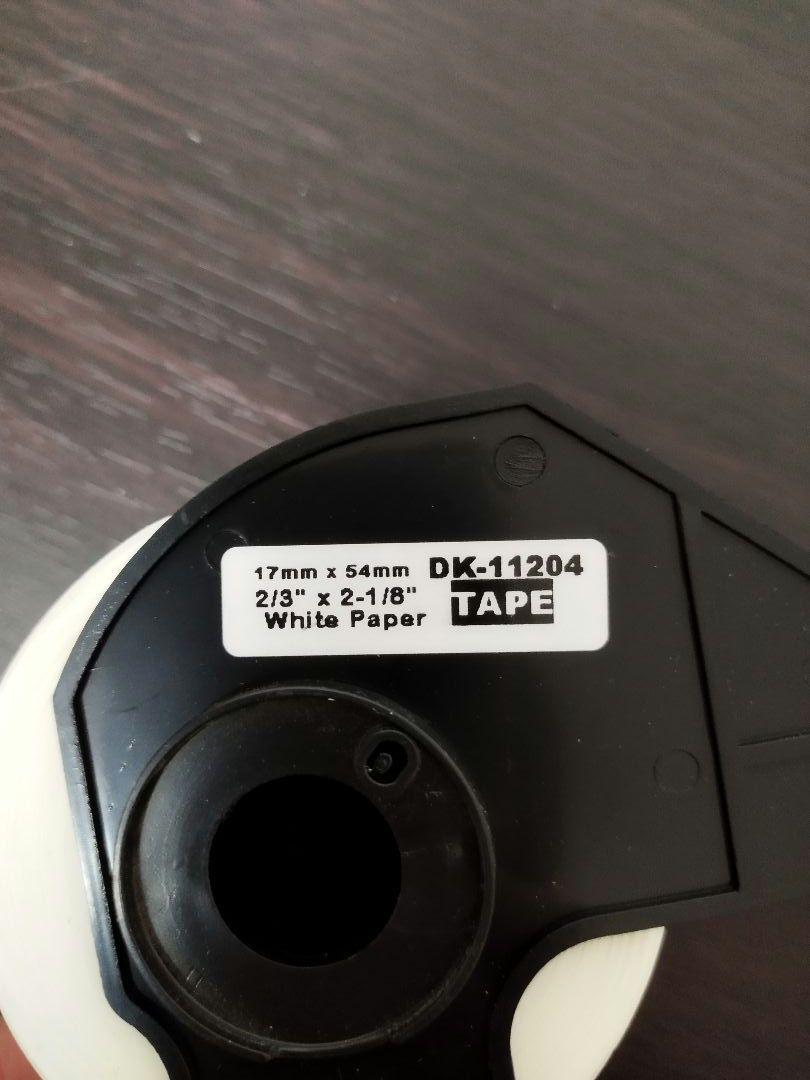 17mm x 54mm DK-11204
2/3" x 2-1/8" TAPE
White Paper